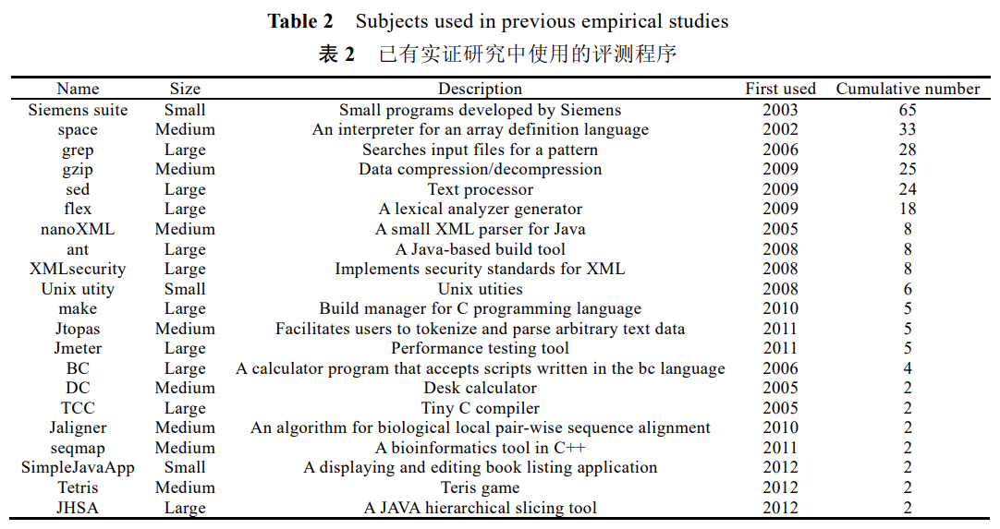 Table 2 Subjects used in previous empirical studies
表 2 已有实证研究中使用的评测程序
Name Size Description First used Cumulative number
Siemens suite Small Small programs developed by Siemens 2003 65
space Medium An interpreter for an array definition language 2002 33
grep Large Searches input files for a pattern 2006 28
gzip Medium Data compression/decompression 2009 25
sed Large Text processor 2009 24
flex Large A lexical analyzer generator 2009 18
nanoXML Medium A small XML parser for Java 2005 8
ant Large A Java-based build tool 2008 8
XMLsecurity Large Implements security standards for XML 2008 8
Unix utity Small Unix utities 2008 6
make Large Build manager for C programming language 2010 5
Jtopas Medium Facilitates users to tokenize and parse arbitrary text data 2011 5
Jmeter Large Performance testing tool 2011 5
BC Large A calculator program that accepts scripts written in the bc language 2006 4
DC Medium Desk calculator 2005 2
TCC Large Tiny C compiler 2005 2
Jaligner Medium An algorithm for biological local pair-wise sequence alignment 2010 2
seqmap Medium A bioinformatics tool in C++ 2011 2
SimpleJavaApp Small A displaying and editing book listing application 2012 2
Tetris Medium Teris game 2012 2
JHSA Large A JAVA hierarchical slicing tool 2012 2